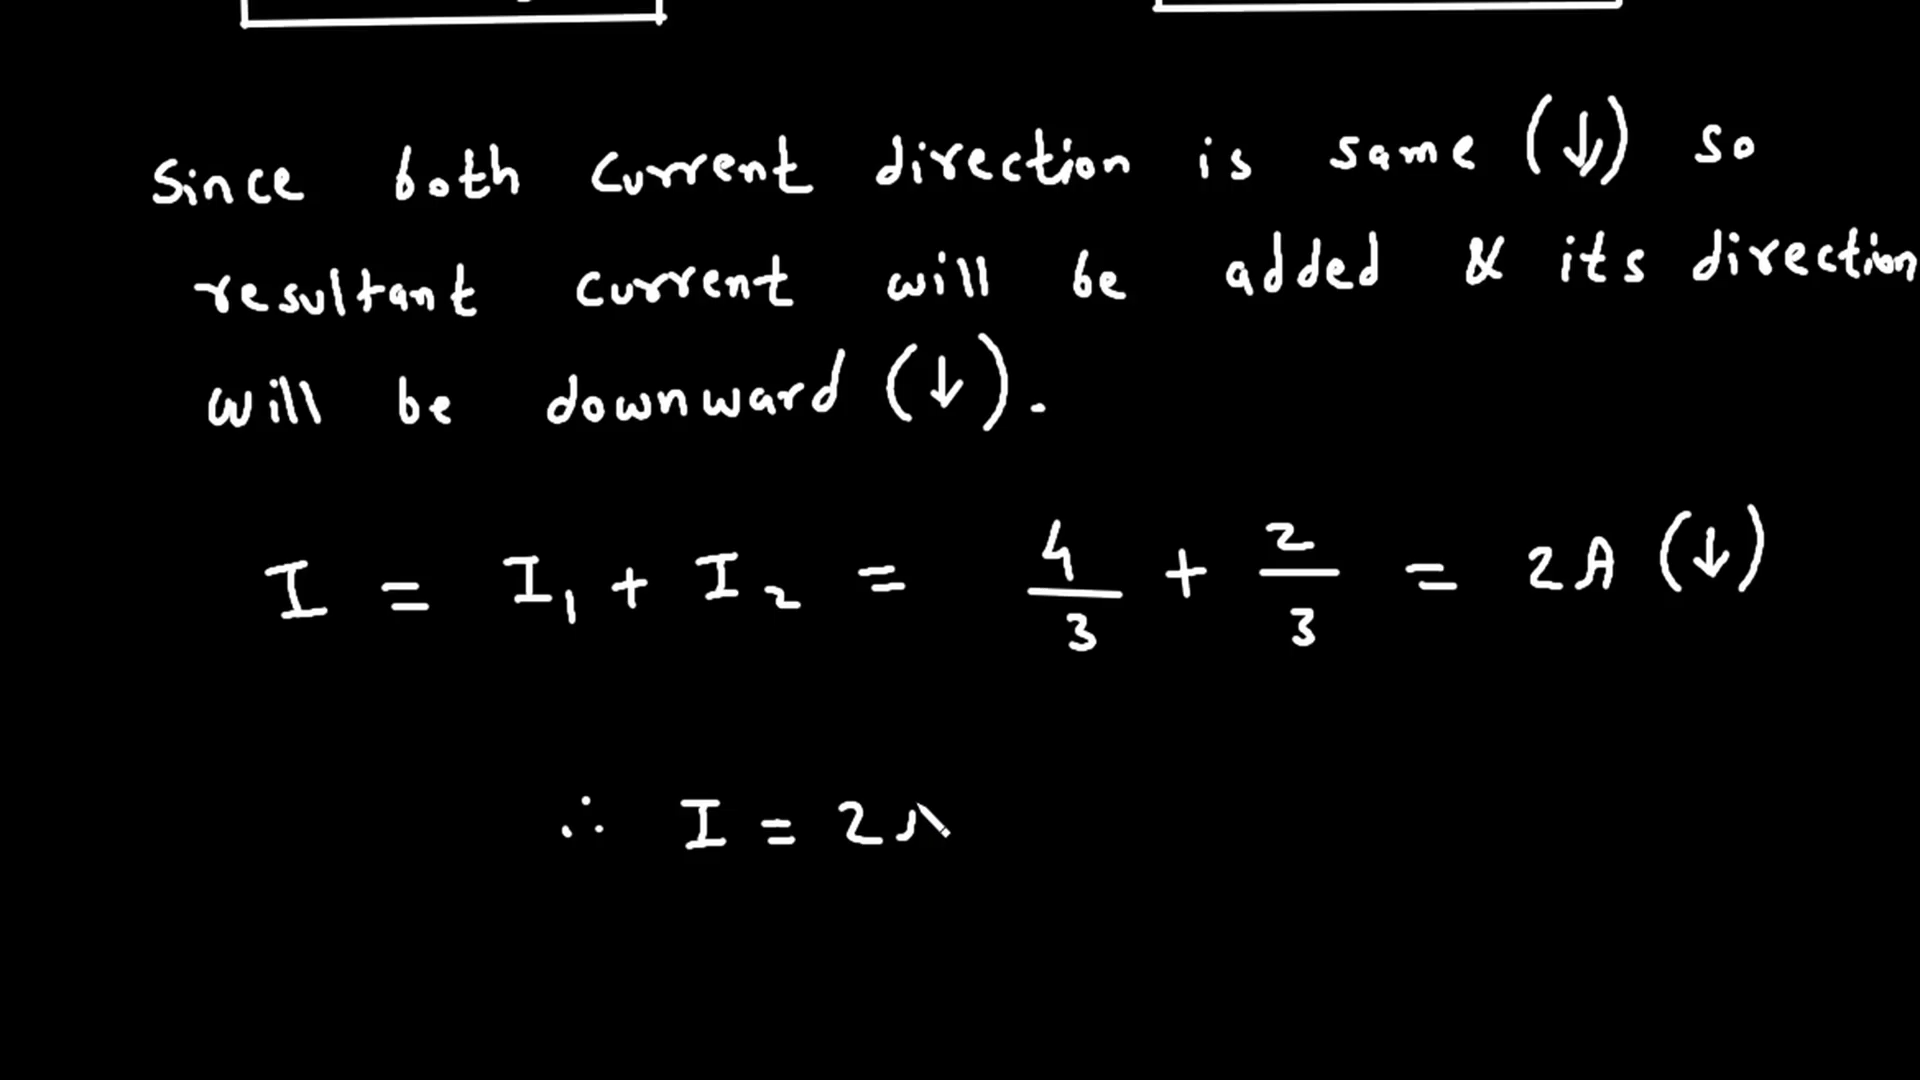 Since both current direction is same (↓) so
resultant current will be added & its direction
will be downward (↓).
I = I₁ + I₂ = 4/3 + 2/3 = 2A (↓)
∴ I = 2